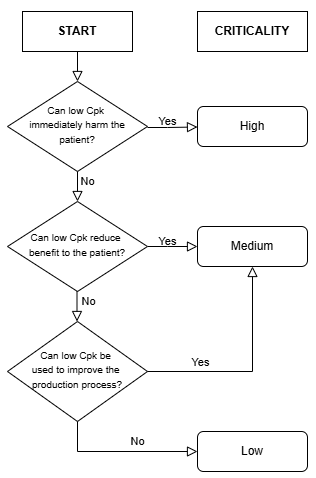 START
CRITICALITY
Can low Cpk
immediately harm the
patient?
Yes
High
No
Can low Cpk reduce
benefit to the patient?
Yes
Medium
No
Can low Cpk be
used to improve the
production process?
Yes
No
Low